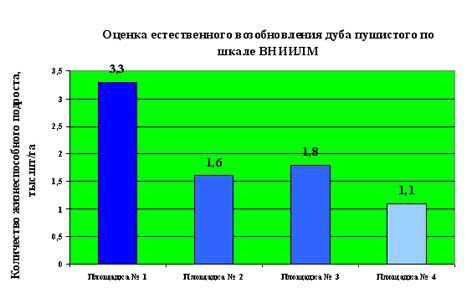 Оценка естественного возобновления дуба пушистого по
шкале ВНИИЛМ
Количество жизнеспособного подроста,
тыс.шт/га
3,5
3
2,5
2
1,5
1
0,5
0
3,3
1,6
1,8
1,1
Площадка № 1
Площадка № 2
Площадка № 3
Площадка № 4